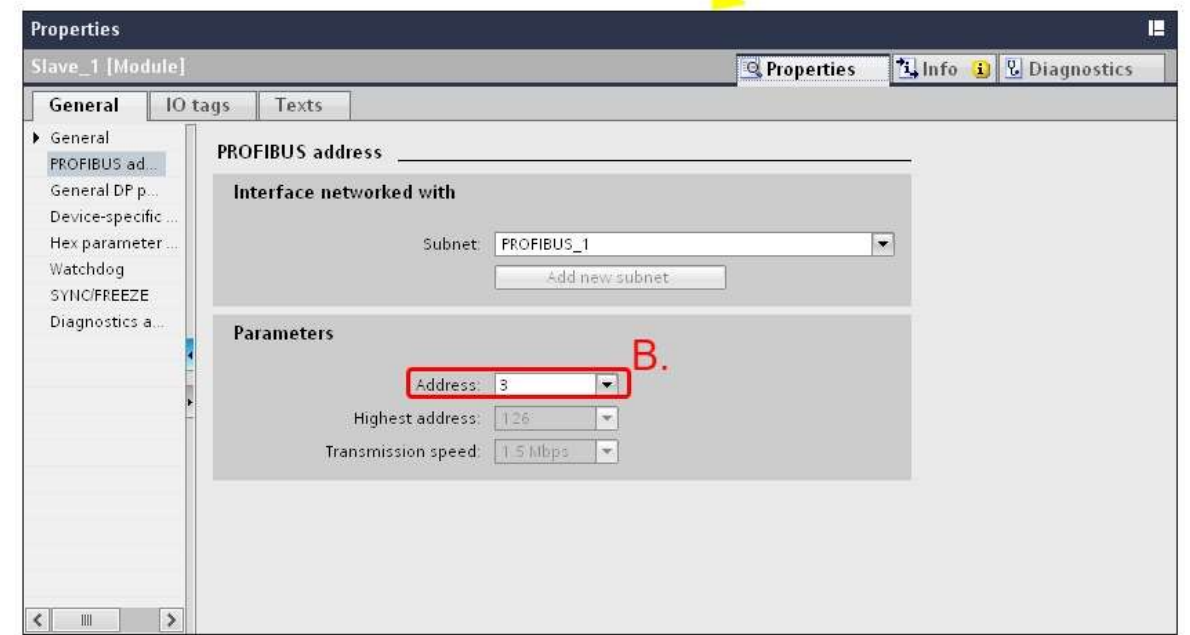 Properties
Slave_1 [Module]
Properties Info Diagnostics
General IO tags Texts
General
PROFIBUS ad...
General DP p...
Device-specific ...
Hex parameter ...
Watchdog
SYNC/FREEZE
Diagnostics a...
PROFIBUS address
Interface networked with
Subnet: PROFIBUS_1
Add new subnet
Parameters
B.
Address: 3
Highest address: 126
Transmission speed: 1.5 Mbps